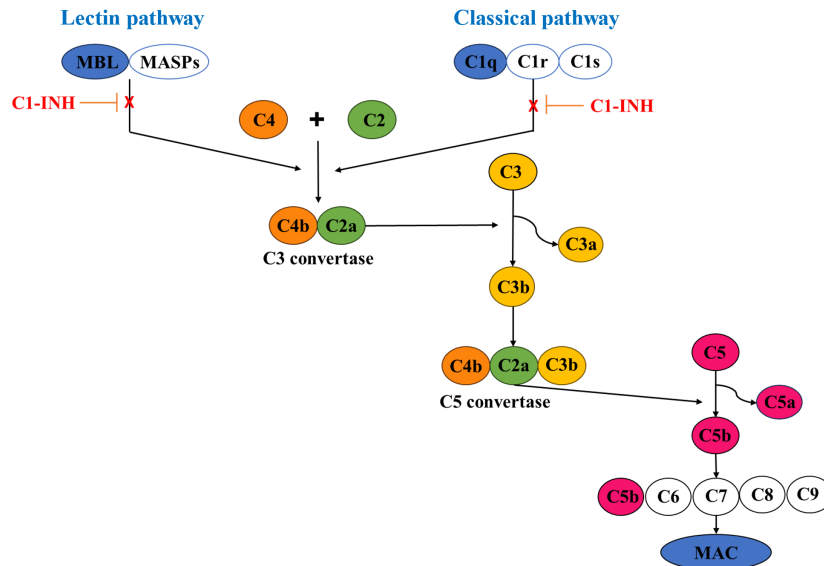 Lectin pathway
Classical pathway
MBL MASPs
C1q C1r C1s
C1-INH X
X C1-INH
C4 + C2
C3
C4b C2a
C3a
C3 convertase
C3b
C5
C4b C2a C3b
C5 convertase
C5a
C5b
C5b C6 C7 C8 C9
MAC